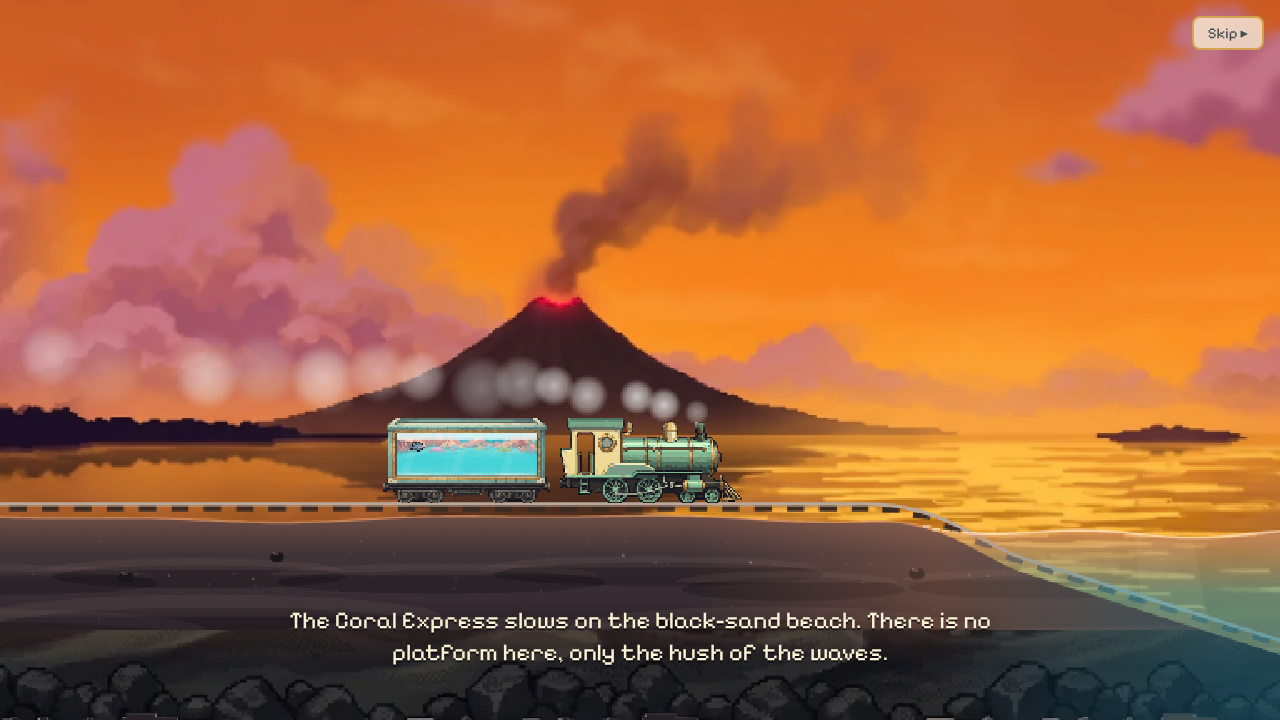 Skip ▸
The Coral Express slows on the black-sand beach. There is no
platform here, only the hush of the waves.